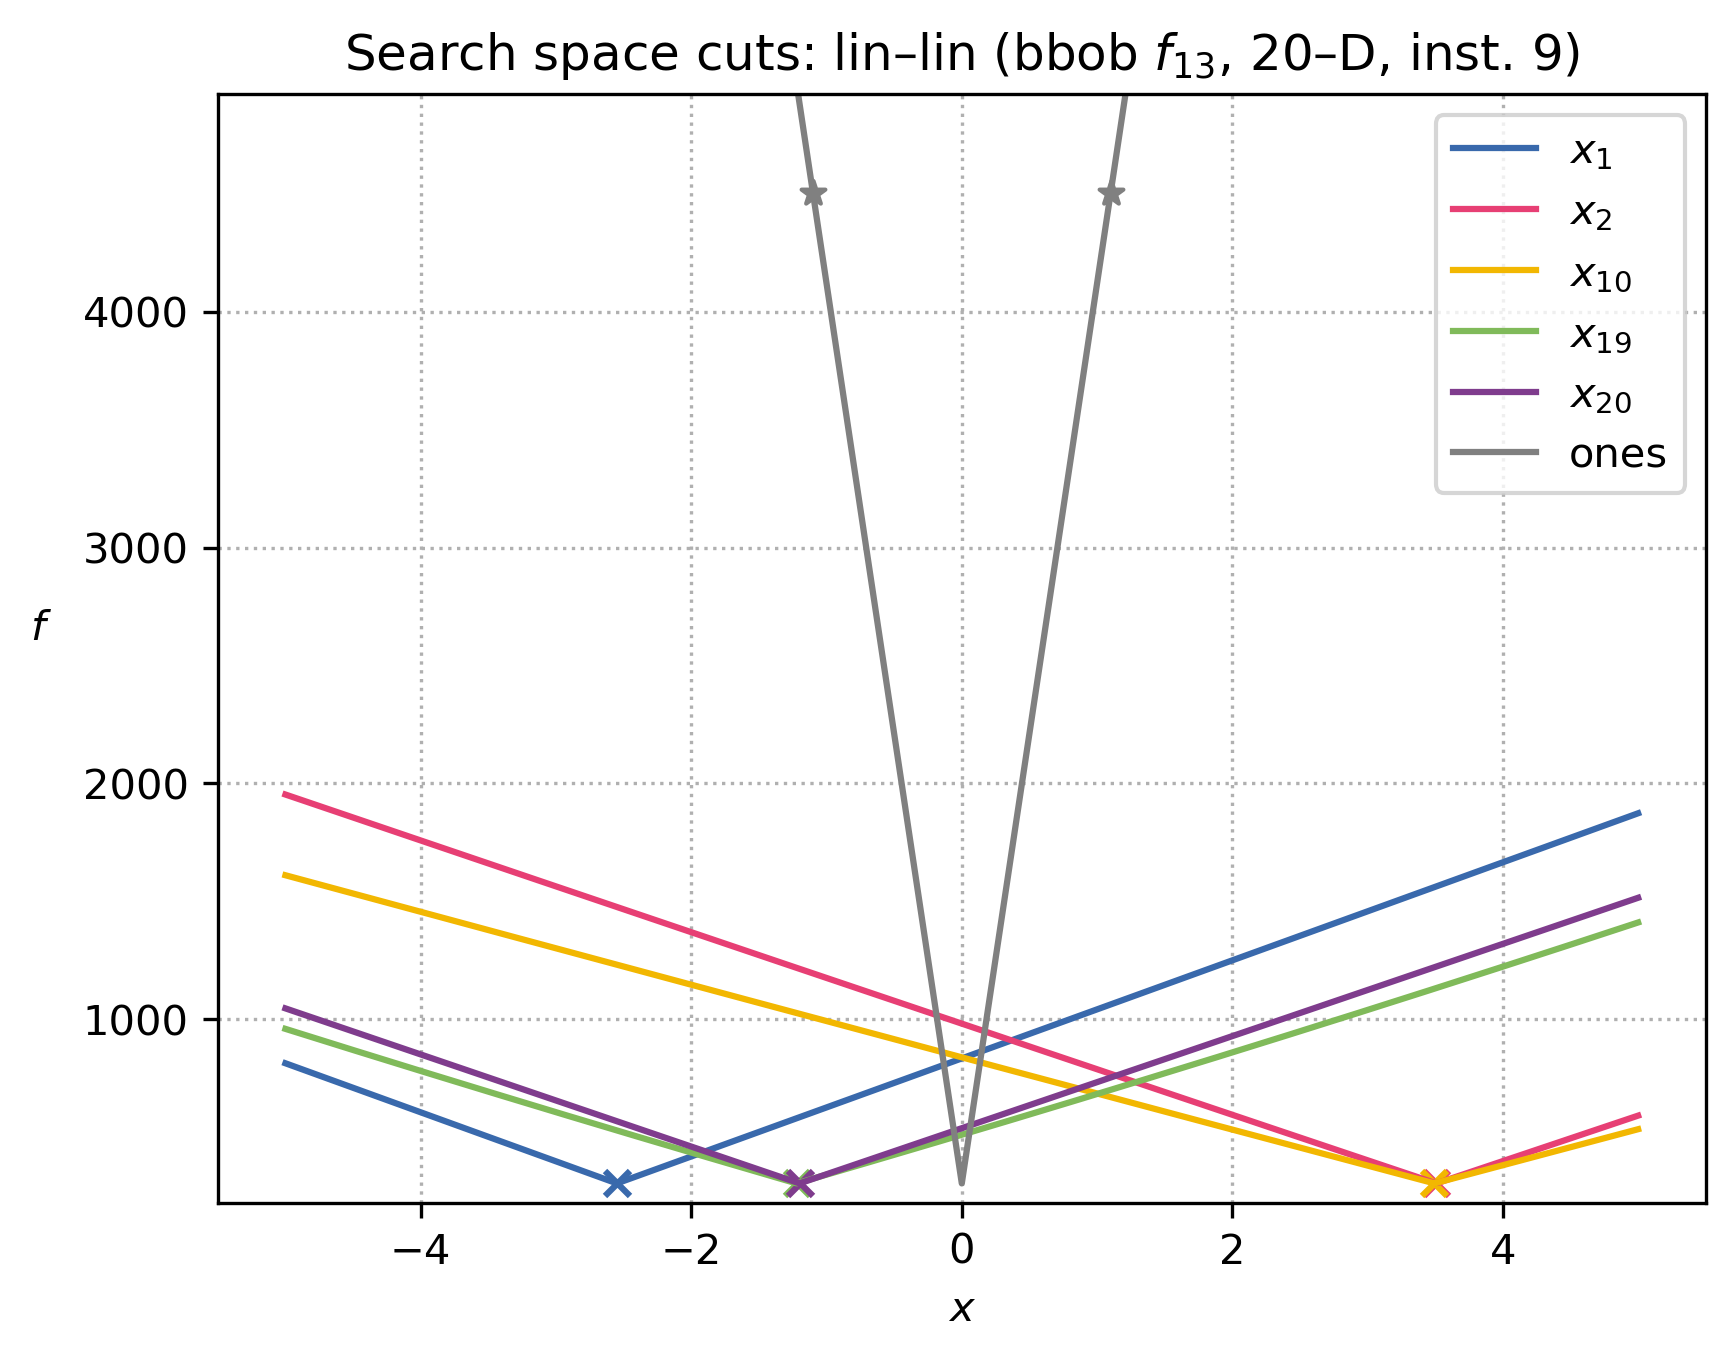 Search space cuts: lin–lin (bbob f₁₃, 20–D, inst. 9)
x₁
x₂
x₁₀
x₁₉
x₂₀
ones
4000
3000
2000
1000
f
−4 −2 0 2 4
x